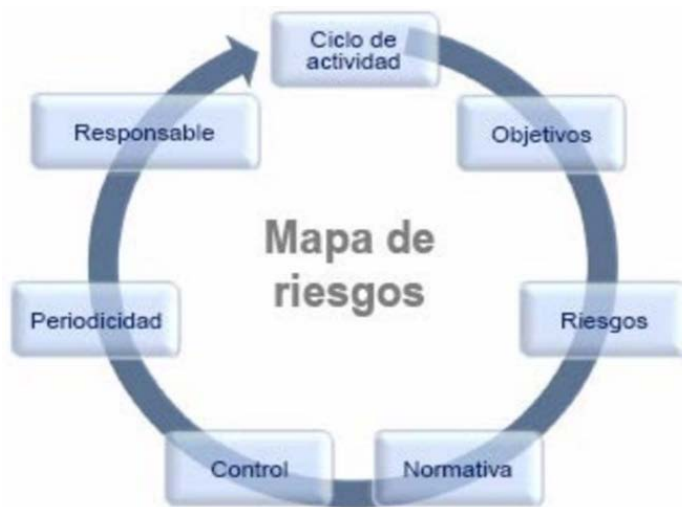 Ciclo de
actividad
Objetivos
Riesgos
Normativa
Control
Periodicidad
Responsable
Mapa de
riesgos